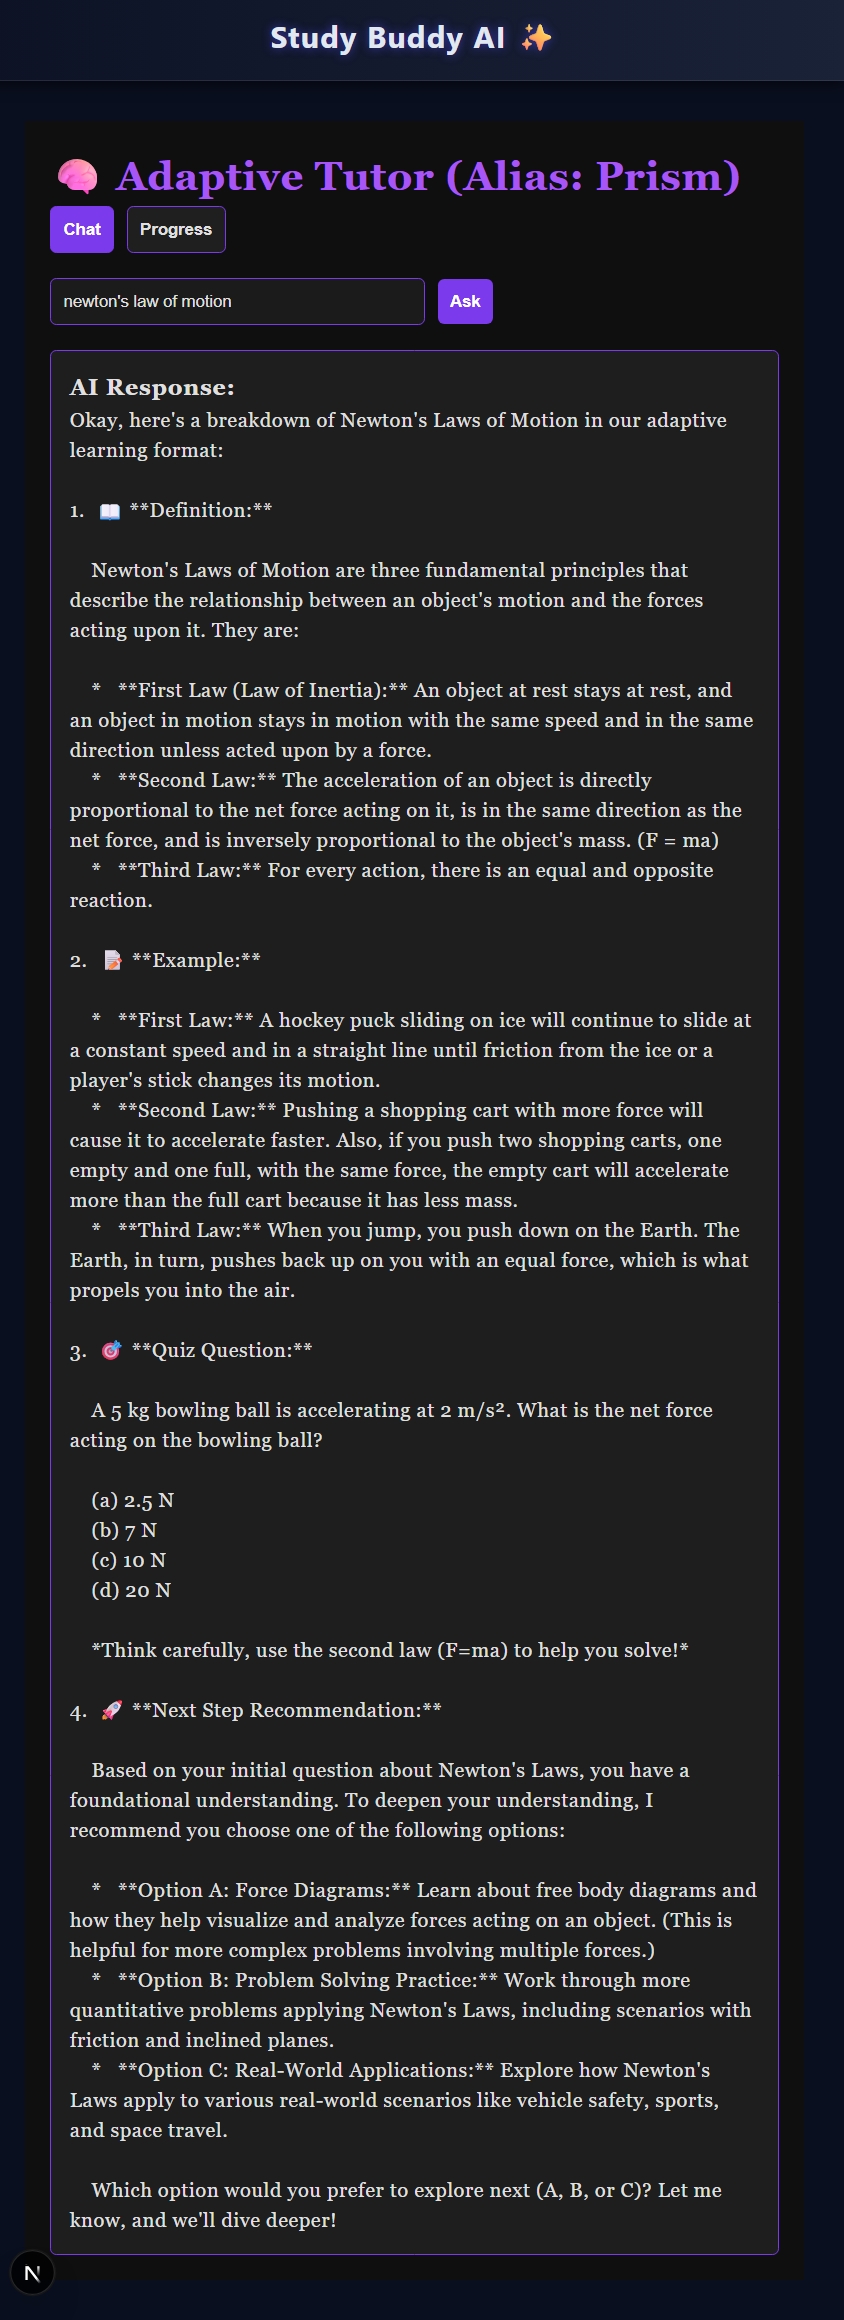 Study Buddy AI ✨
🧠 Adaptive Tutor (Alias: Prism)
Chat Progress
newton's law of motion Ask
AI Response:
Okay, here's a breakdown of Newton's Laws of Motion in our adaptive
learning format:
1. 📖 **Definition:**
Newton's Laws of Motion are three fundamental principles that
describe the relationship between an object's motion and the forces
acting upon it. They are:
* **First Law (Law of Inertia):** An object at rest stays at rest, and
an object in motion stays in motion with the same speed and in the same
direction unless acted upon by a force.
* **Second Law:** The acceleration of an object is directly
proportional to the net force acting on it, is in the same direction as the
net force, and is inversely proportional to the object's mass. (F = ma)
* **Third Law:** For every action, there is an equal and opposite
reaction.
2. 📝 **Example:**
* **First Law:** A hockey puck sliding on ice will continue to slide at
a constant speed and in a straight line until friction from the ice or a
player's stick changes its motion.
* **Second Law:** Pushing a shopping cart with more force will
cause it to accelerate faster. Also, if you push two shopping carts, one
empty and one full, with the same force, the empty cart will accelerate
more than the full cart because it has less mass.
* **Third Law:** When you jump, you push down on the Earth. The
Earth, in turn, pushes back up on you with an equal force, which is what
propels you into the air.
3. 🎯 **Quiz Question:**
A 5 kg bowling ball is accelerating at 2 m/s². What is the net force
acting on the bowling ball?
(a) 2.5 N
(b) 7 N
(c) 10 N
(d) 20 N
*Think carefully, use the second law (F=ma) to help you solve!*
4. 🚀 **Next Step Recommendation:**
Based on your initial question about Newton's Laws, you have a
foundational understanding. To deepen your understanding, I
recommend you choose one of the following options:
* **Option A: Force Diagrams:** Learn about free body diagrams and
how they help visualize and analyze forces acting on an object. (This is
helpful for more complex problems involving multiple forces.)
* **Option B: Problem Solving Practice:** Work through more
quantitative problems applying Newton's Laws, including scenarios with
friction and inclined planes.
* **Option C: Real-World Applications:** Explore how Newton's
Laws apply to various real-world scenarios like vehicle safety, sports,
and space travel.
Which option would you prefer to explore next (A, B, or C)? Let me
know, and we'll dive deeper!
N